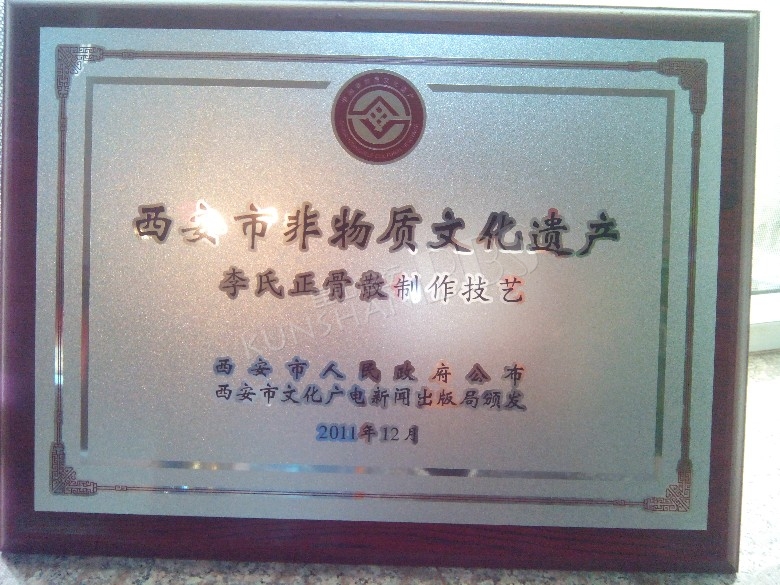 西安市非物质文化遗产
李氏正骨散制作技艺
西安市人民政府公布
西安市文化广电新闻出版局颁发
2011年12月